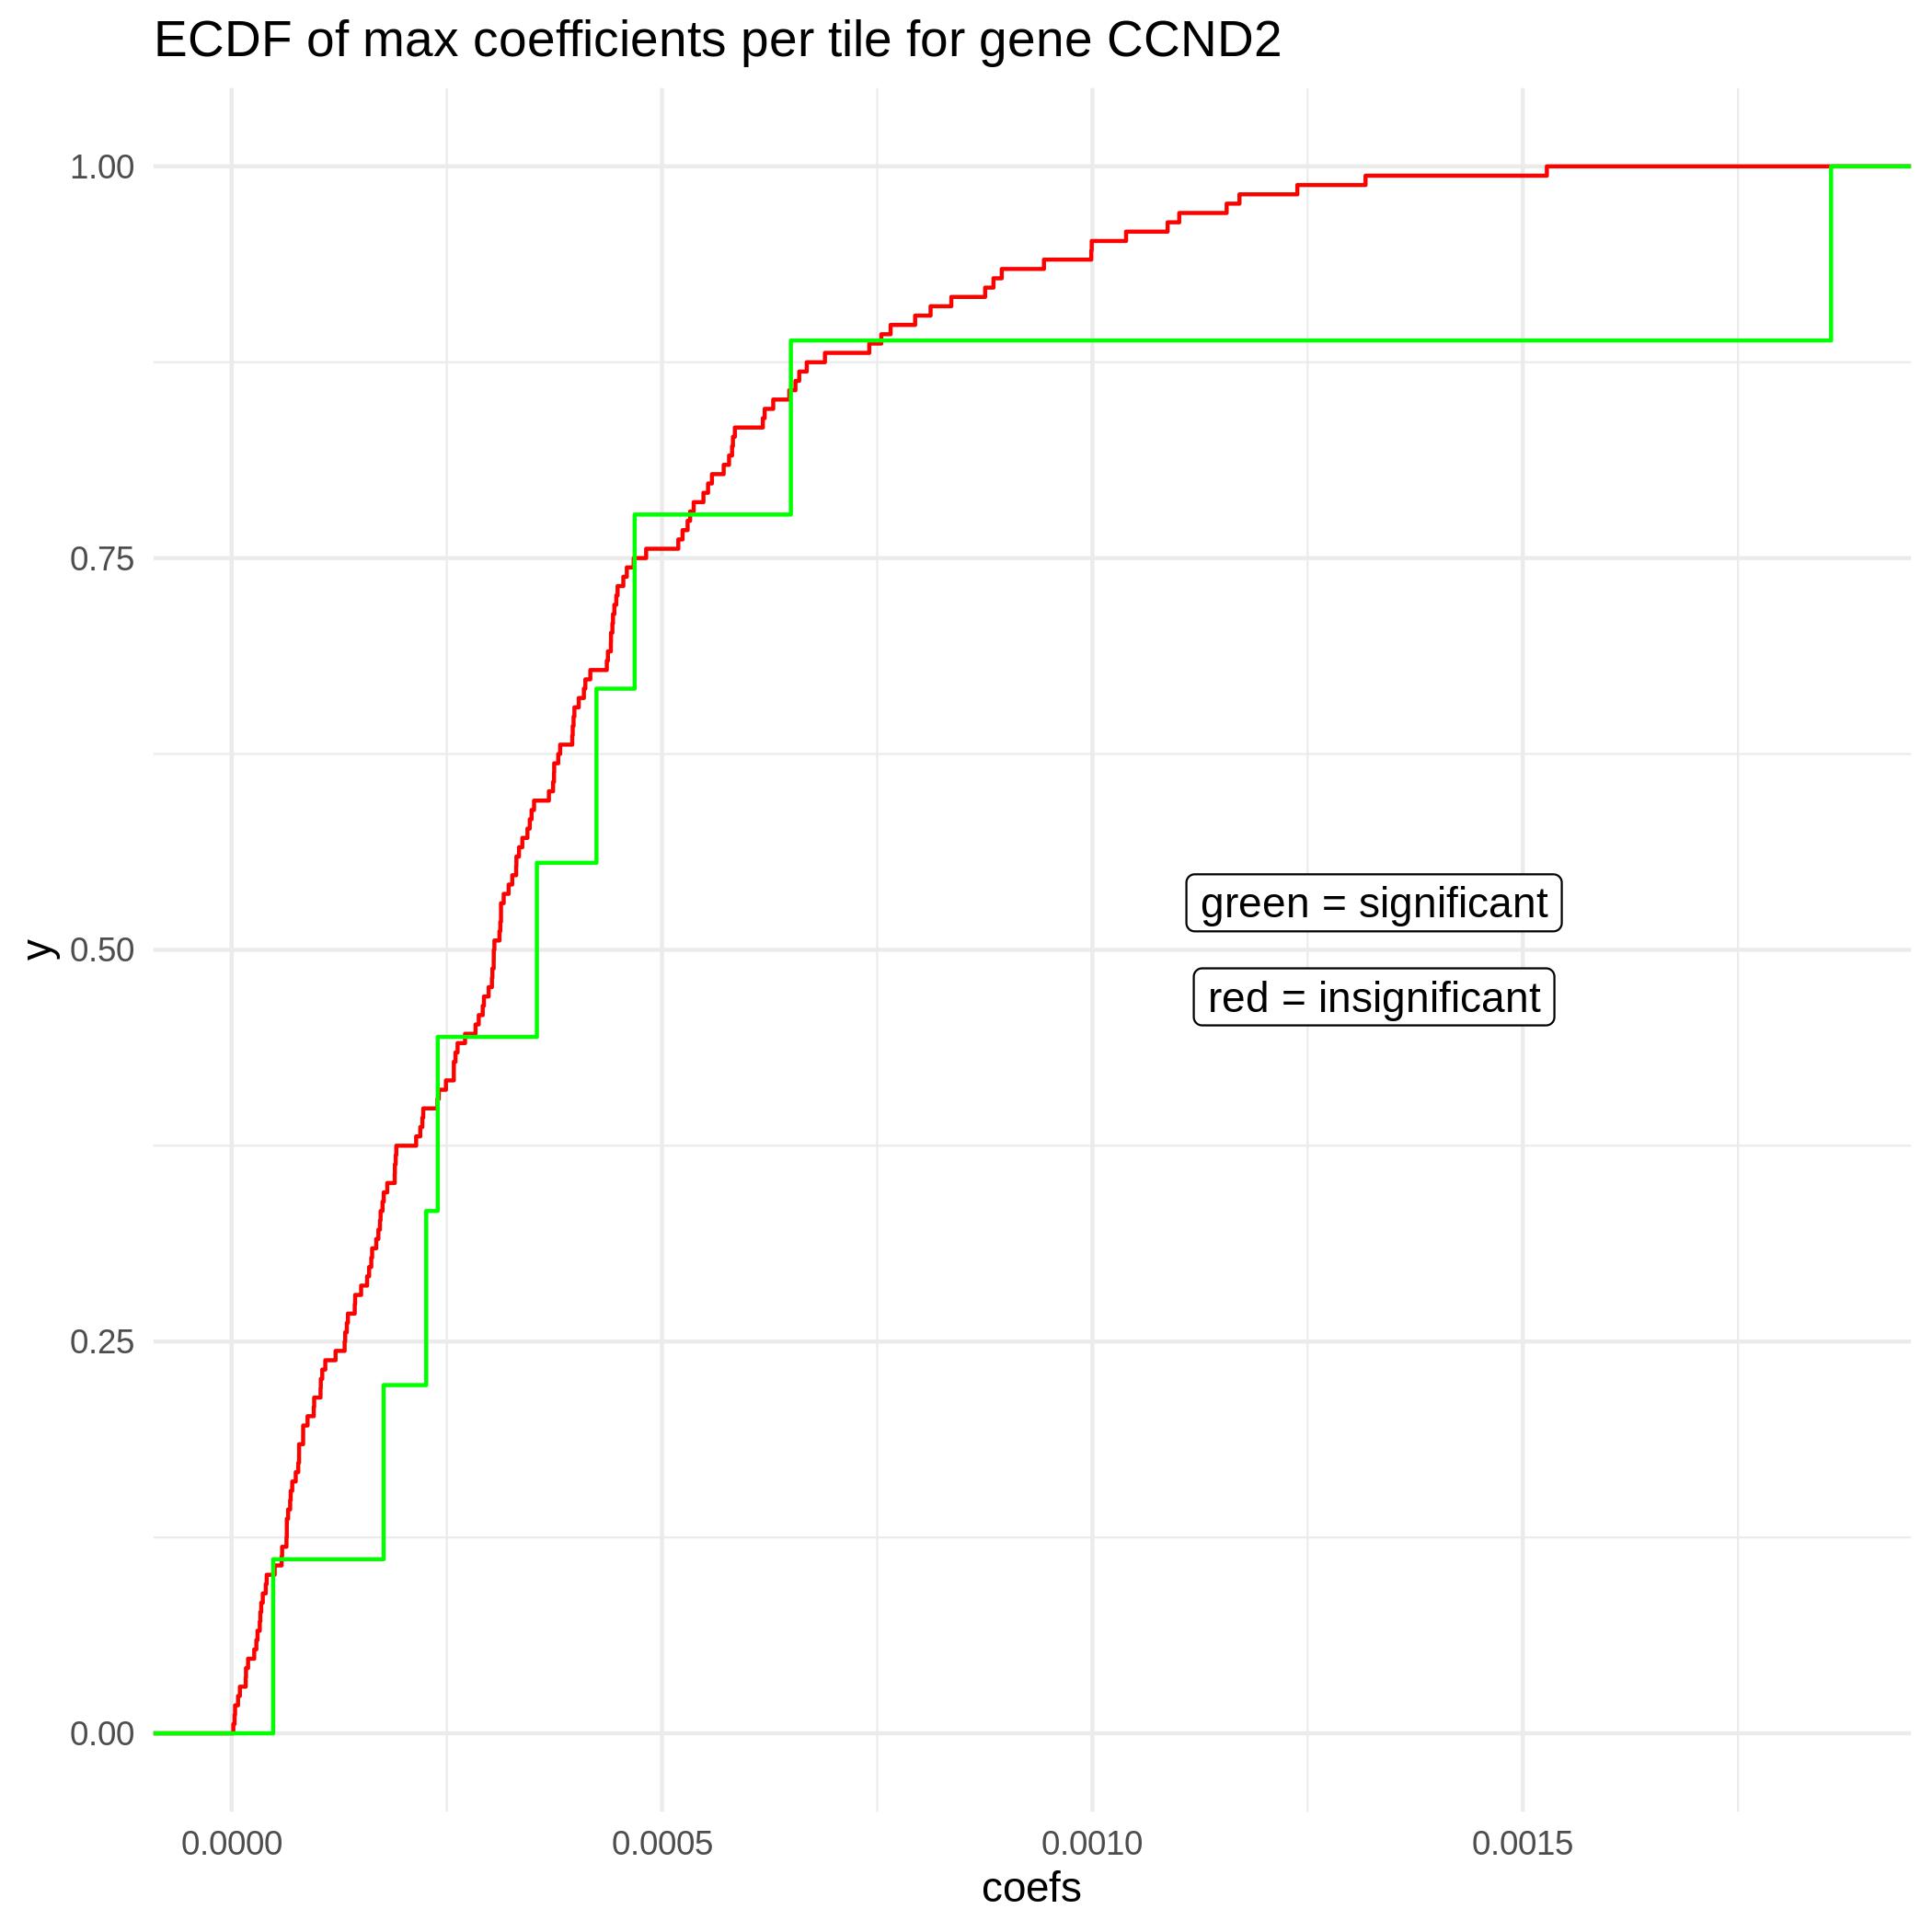 ECDF of max coefficients per tile for gene CCND2
1.00
0.75
0.50
0.25
0.00
y
green = significant
red = insignificant
0.0000 0.0005 0.0010 0.0015
coefs